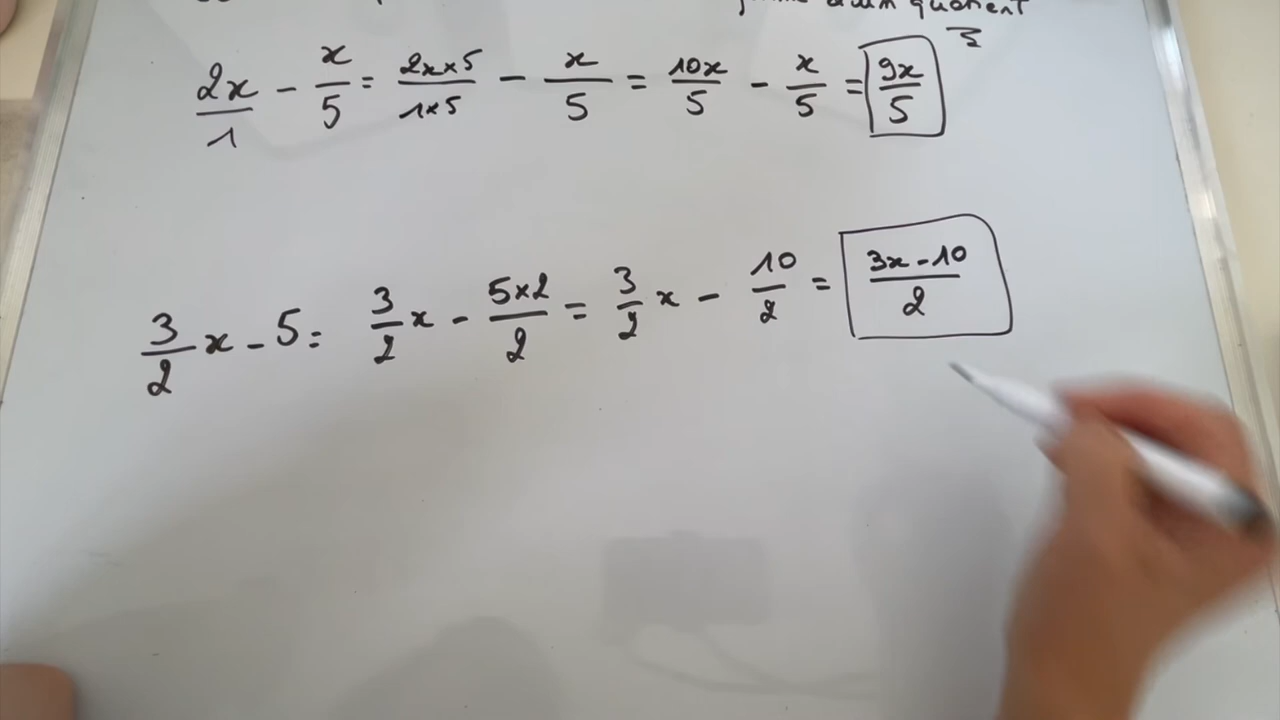 quotient
2x/1 - x/5 = 2x×5/1×5 - x/5 = 10x/5 - x/5 = 9x/5
3/2 x - 5 = 3/2 x - 5×2/2 = 3/2 x - 10/2 = 3x - 10/2